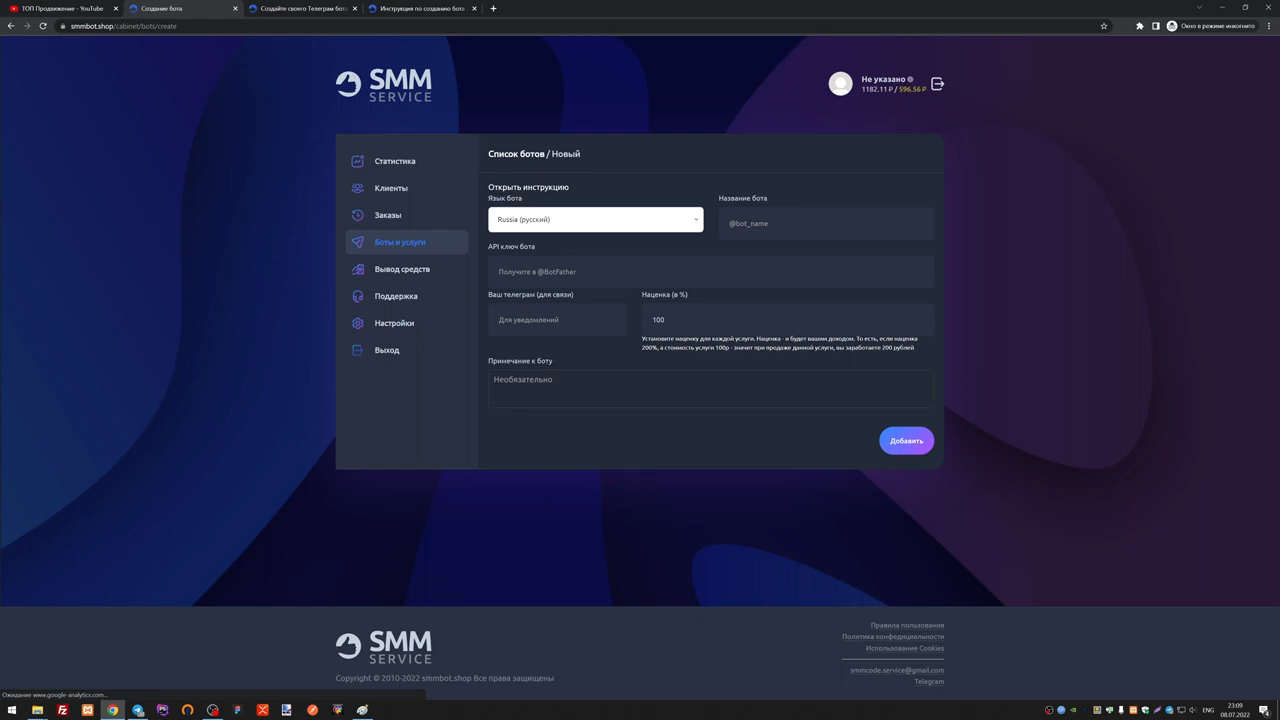 ТОП Продвижение - YouTube
Создание бота
Создайте своего Телеграм бота
Инструкция по созданию бота
smmbot.shop/cabinet/bots/create
Окно в режиме инкогнито
SMM
SERVICE
Не указано
1182.11 ₽ / 596.56 ₽
Статистика
Клиенты
Заказы
Боты и услуги
Вывод средств
Поддержка
Настройки
Выход
Список ботов / Новый
Открыть инструкцию
Язык бота
Название бота
Russia (русский)
@bot_name
API ключ бота
Получите в @BotFather
Ваш телеграм (для связи)
Наценка (в %)
Для уведомлений
100
Установите наценку для каждой услуги. Наценка - и будет вашим доходом. То есть, если наценка
200%, а стоимость услуги 100р - значит при продаже данной услуги, вы заработаете 200 рублей
Примечание к боту
Необязательно
Добавить
SMM
SERVICE
Copyright © 2010-2022 smmbot.shop Все права защищены
Правила пользования
Политика конфедициальности
Использование Cookies
smmcode.service@gmail.com
Telegram
Ожидание www.google-analytics.com...
ENG
23:09
08.07.2022